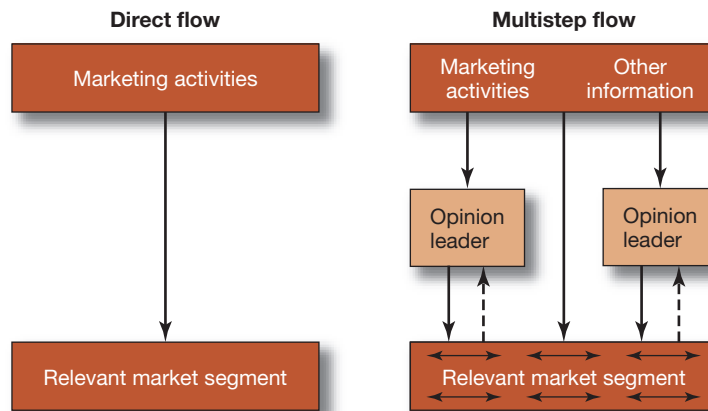 Direct flow
Marketing activities
Relevant market segment
Multistep flow
Marketing
activities
Other
information
Opinion
leader
Opinion
leader
Relevant market segment